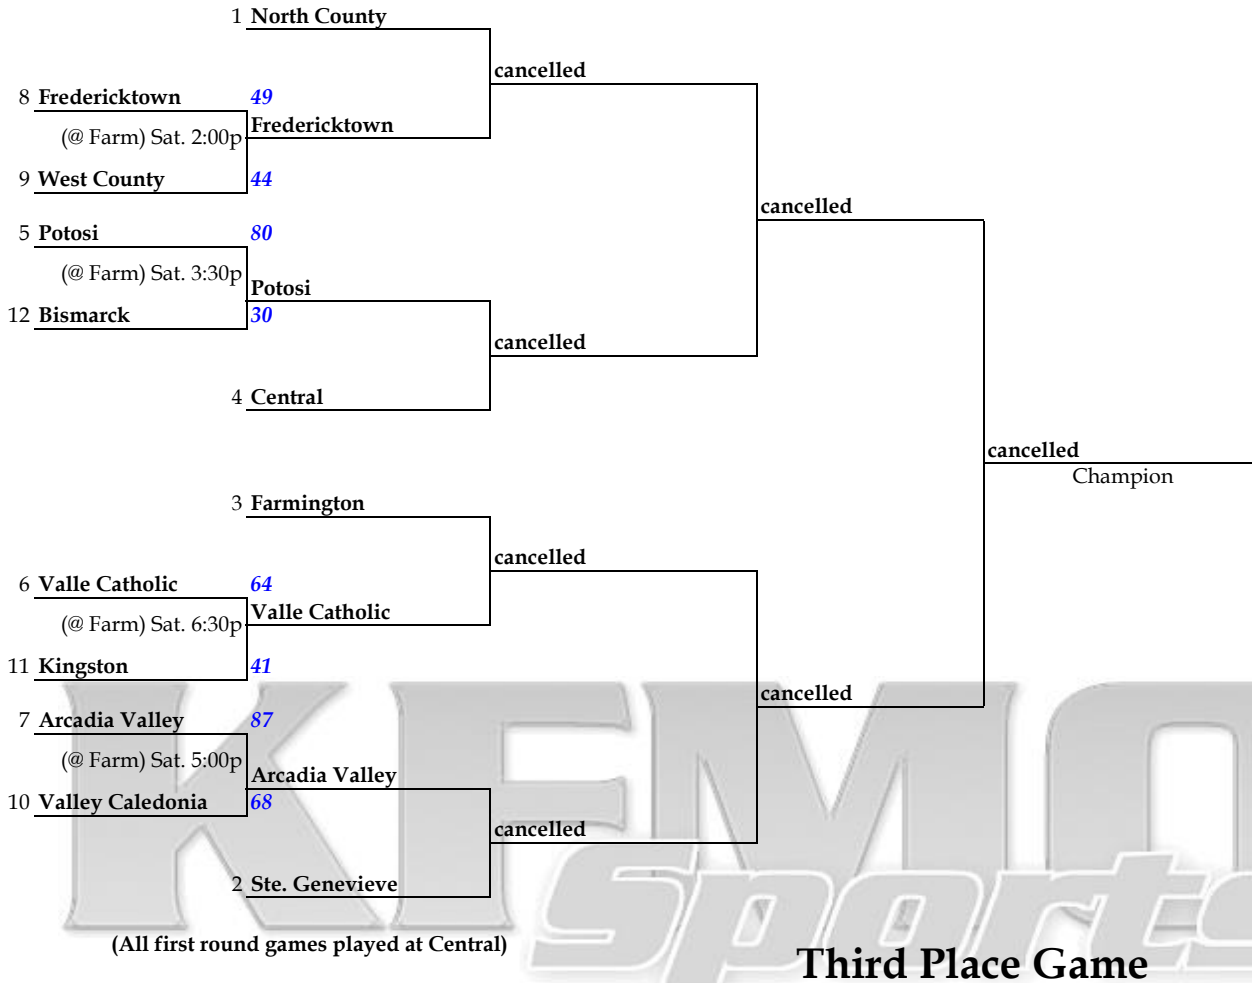 1 North County
cancelled
8 Fredericktown 49
(@ Farm) Sat. 2:00p Fredericktown
9 West County 44
cancelled
5 Potosi 80
(@ Farm) Sat. 3:30p
Potosi
12 Bismarck 30
cancelled
4 Central
cancelled
Champion
3 Farmington
cancelled
6 Valle Catholic 64
(@ Farm) Sat. 6:30p Valle Catholic
11 Kingston 41
cancelled
7 Arcadia Valley 87
(@ Farm) Sat. 5:00p
Arcadia Valley
10 Valley Caledonia 68
cancelled
2 Ste. Genevieve
KFMO
Sports
(All first round games played at Central)
Third Place Game